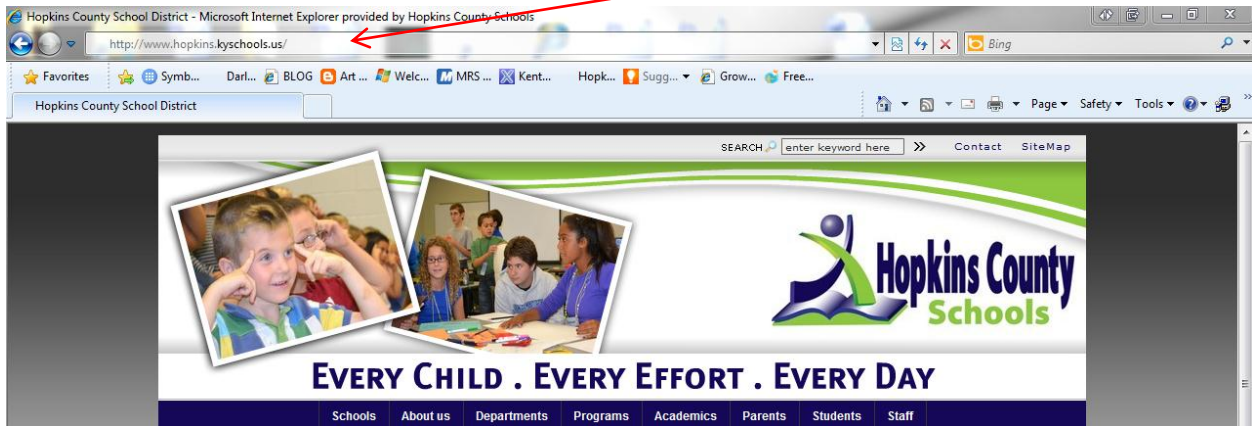 Hopkins County School District - Microsoft Internet Explorer provided by Hopkins County Schools
http://www.hopkins.kyschools.us/
Bing
Favorites Symb... Darl... BLOG Art ... Welc... MRS ... Kent... Hopk... Sugg... Grow... Free...
Hopkins County School District
Page Safety Tools
SEARCH enter keyword here >> Contact SiteMap
Hopkins County
Schools
EVERY CHILD . EVERY EFFORT . EVERY DAY
Schools About us Departments Programs Academics Parents Students Staff